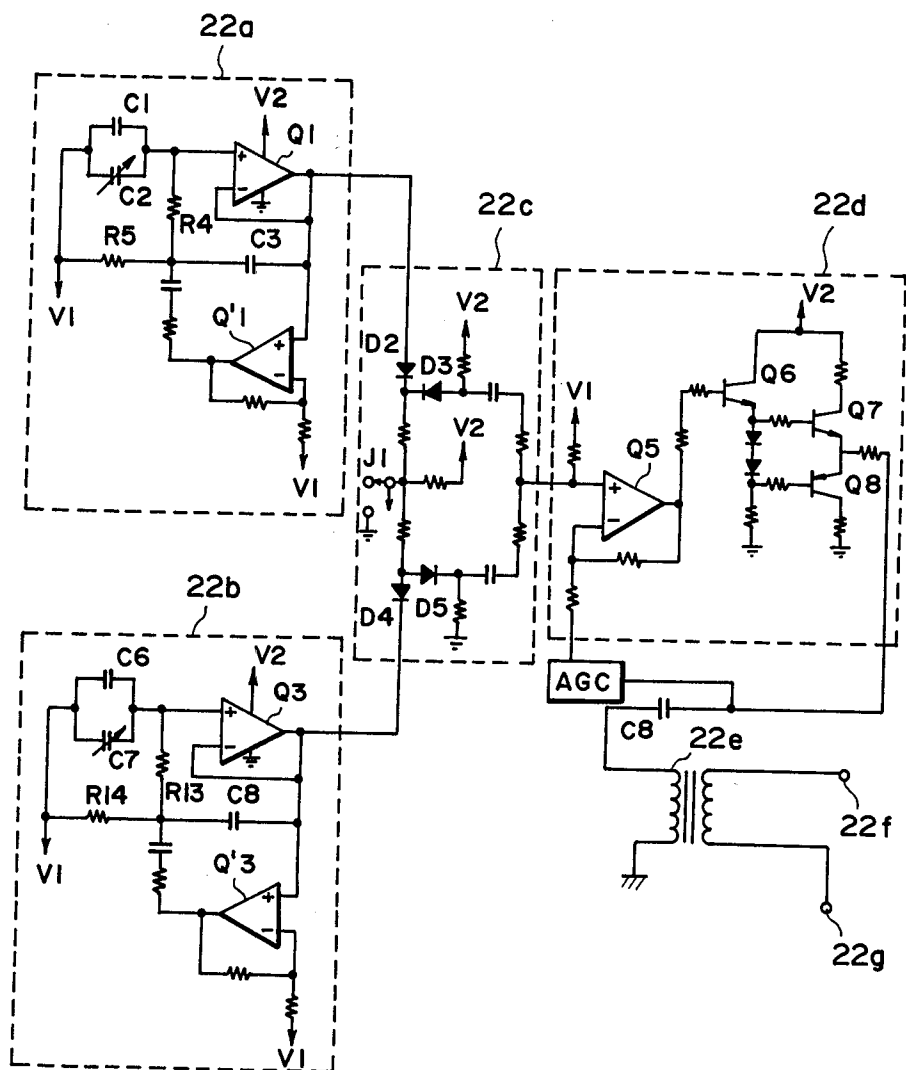 22a
C1
V2
Q1
C2
R4
R5
C3
V1
Q'1
V1
22c
V2
D2
D3
V2
J1
D4
D5
22d
V2
Q6
V1
Q7
Q5
Q8
+
-
+
-
+
-
22b
C6
V2
Q3
C7
R13
R14
C8
V1
Q'3
V1
+
-
+
-
AGC
C8
22e
22f
22g